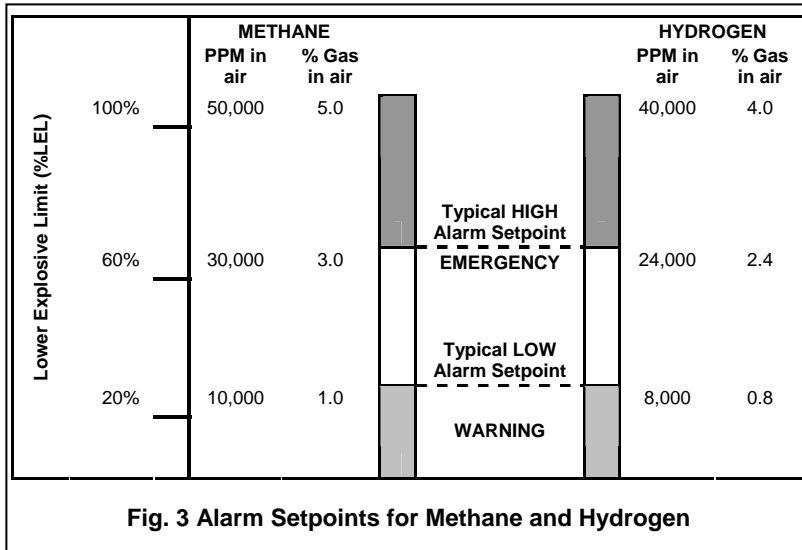 METHANE HYDROGEN
PPM in air % Gas in air PPM in air % Gas in air
Lower Explosive Limit (%LEL)
100% 50,000 5.0 40,000 4.0
Typical HIGH
Alarm Setpoint
60% 30,000 3.0 EMERGENCY 24,000 2.4
Typical LOW
Alarm Setpoint
20% 10,000 1.0 8,000 0.8
WARNING
Fig. 3 Alarm Setpoints for Methane and Hydrogen